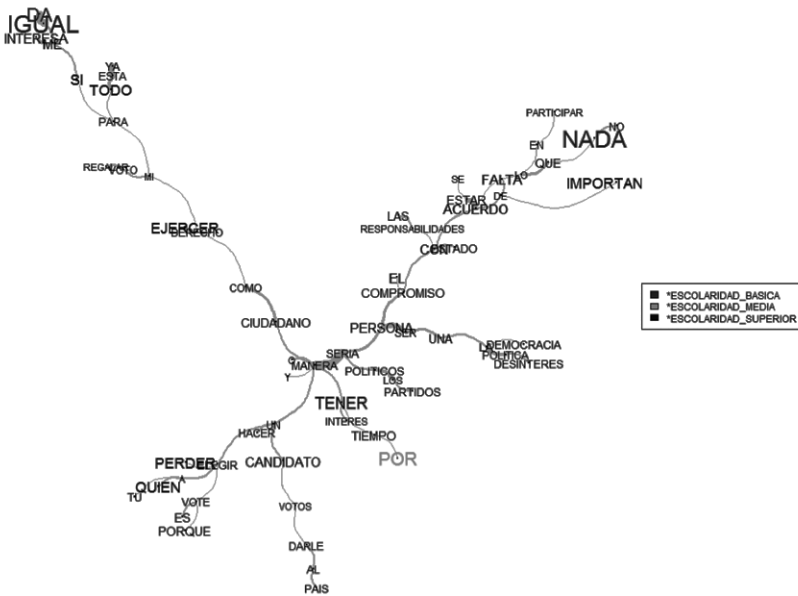 DA
IGUAL
INTERESA
ME
SI
YA
ESTA
TODO
PARA
REGALAR
VOTO
MI
EJERCER
DERECHO
COMO
CIUDADANO
O
MANERA
Y
SERIA
POLITICOS
LOS
PARTIDOS
TENER
INTERES
TIEMPO
POR
UN
HACER
PERDER
ELEGIR
A
QUIEN
TU
VOTE
ES
PORQUE
CANDIDATO
VOTOS
DARLE
AL
PAIS
PERSONA
SER
UNA
LA
DEMOCRACIA
POLITICA
DESINTERES
EL
COMPROMISO
CON
ESTADO
LAS
RESPONSABILIDADES
ACUERDO
ESTAR
SE
FALTA
DE
LO
QUE
EN
PARTICIPAR
NADA
NO
IMPORTAN
*ESCOLARIDAD_BASICA
*ESCOLARIDAD_MEDIA
*ESCOLARIDAD_SUPERIOR